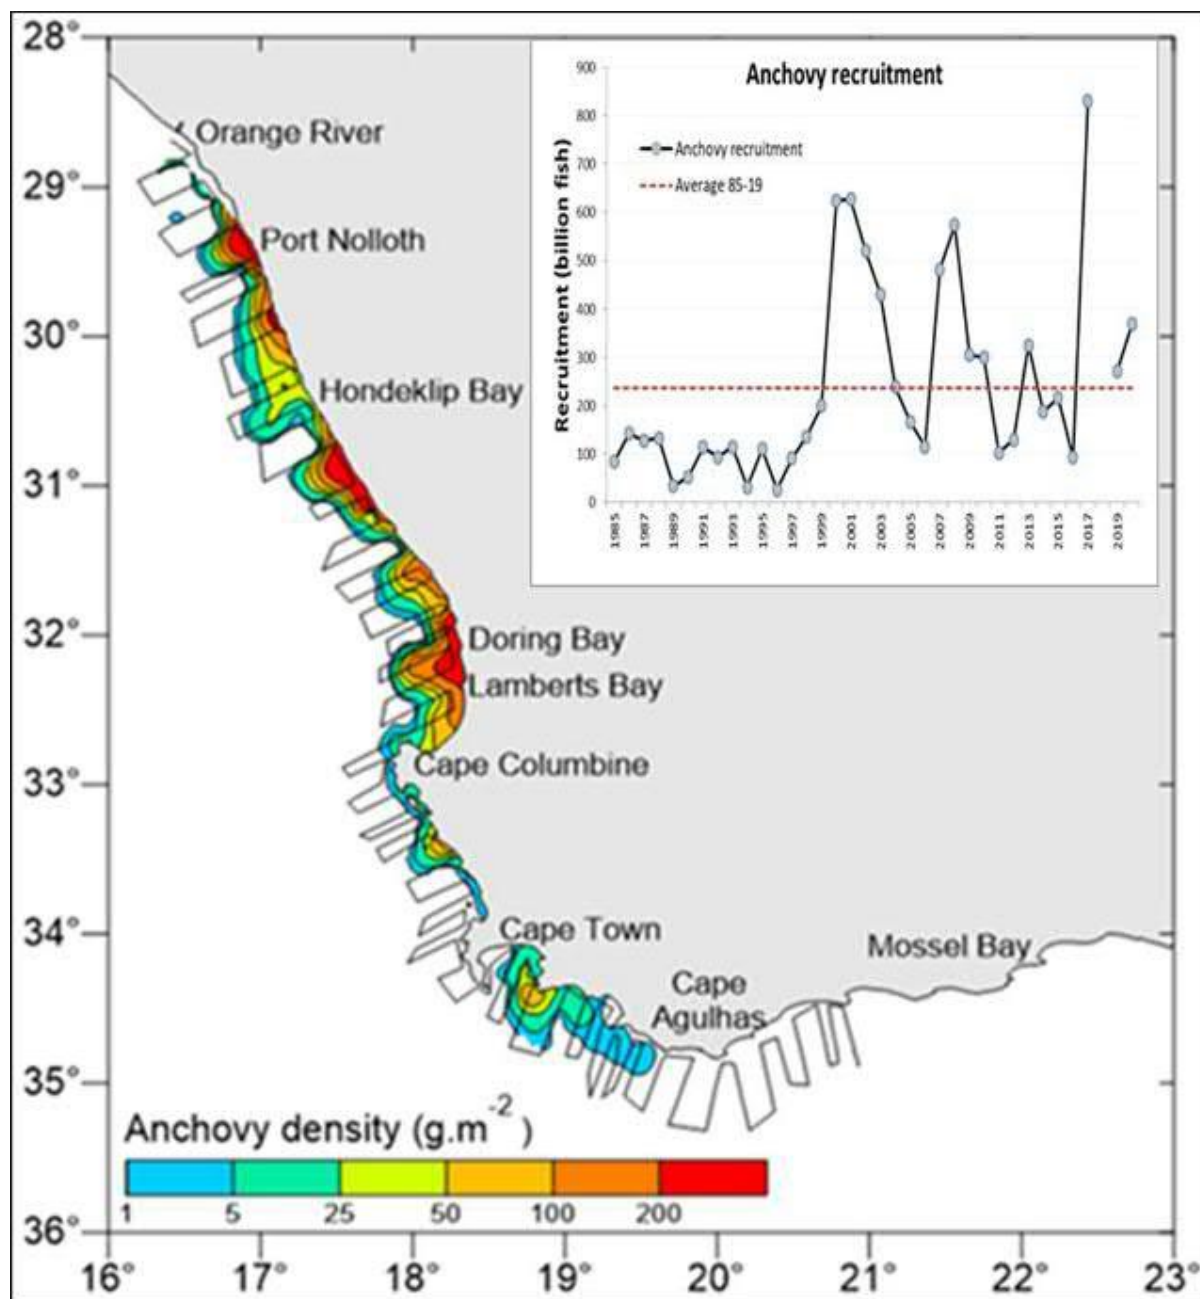 28°
29°
30°
31°
32°
33°
34°
35°
36°
16°
17°
18°
19°
20°
21°
22°
23°
Orange River
Port Nolloth
Hondeklip Bay
Doring Bay
Lamberts Bay
Cape Columbine
Cape Town
Mossel Bay
Cape
Agulhas
Anchovy density (g.m-2 )
1 5 25 50 100 200
Anchovy recruitment
Recruitment (billion fish)
900
800
700
600
500
400
300
200
100
0
Anchovy recruitment
Average 85-19
1985
1987
1989
1991
1993
1995
1997
1999
2001
2003
2005
2007
2009
2011
2013
2015
2017
2019